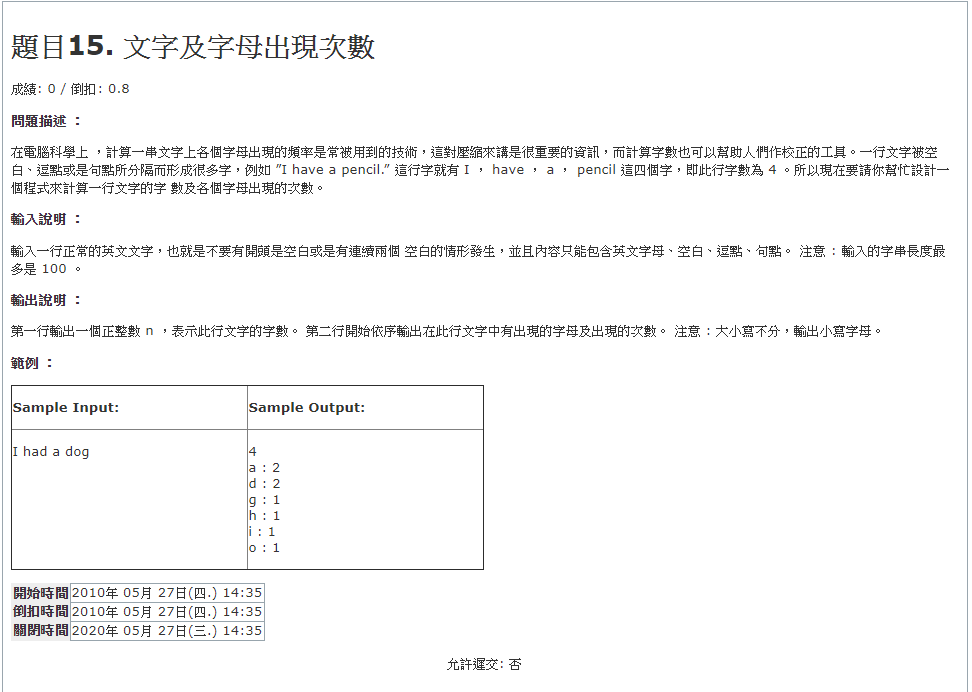 題目15. 文字及字母出現次數
成績: 0 / 倒扣: 0.8
問題描述 ：
在電腦科學上 ，計算一串文字上各個字母出現的頻率是常被用到的技術，這對壓縮來講是很重要的資訊，而計算字數也可以幫助人們作校正的工具。一行文字被空
白、逗點或是句點所分隔而形成很多字，例如 ”I have a pencil.” 這行字就有 I ， have ， a ， pencil 這四個字，即此行字數為 4 。所以現在要請你幫忙設計一
個程式來計算一行文字的字 數及各個字母出現的次數。
輸入說明 ：
輸入一行正常的英文文字，也就是不要有開頭是空白或是有連續兩個 空白的情形發生，並且內容只能包含英文字母、空白、逗點、句點。 注意：輸入的字串長度最
多是 100 。
輸出說明 ：
第一行輸出一個正整數 n ，表示此行文字的字數。 第二行開始依序輸出在此行文字中有出現的字母及出現的次數。 注意：大小寫不分，輸出小寫字母。
範例 ：
Sample Input: Sample Output:
I had a dog 4
a : 2
d : 2
g : 1
h : 1
i : 1
o : 1
開始時間 2010年 05月 27日(四.) 14:35
倒扣時間 2010年 05月 27日(四.) 14:35
關閉時間 2020年 05月 27日(三.) 14:35
允許遲交: 否